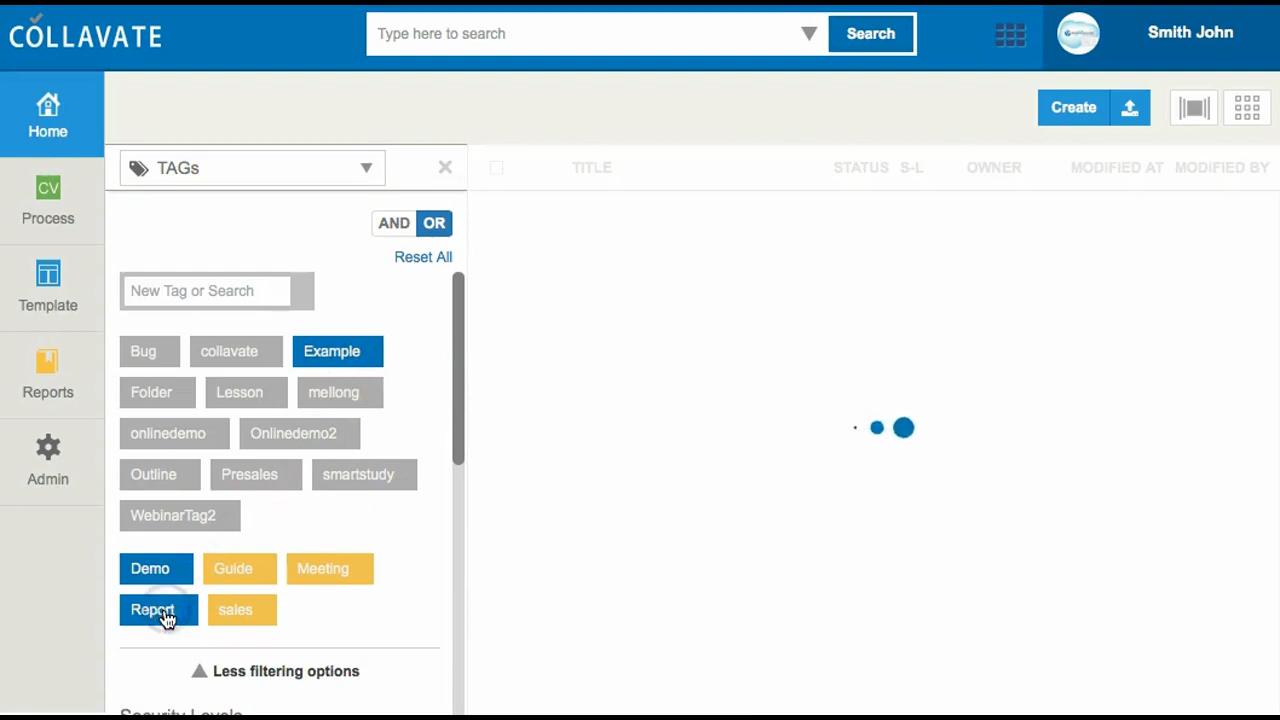 COLLAVATE
Type here to search
Search
Smith John
Home
Create
TAGs
TITLE
STATUS
S-L
OWNER
MODIFIED AT
MODIFIED BY
CV
Process
AND
OR
Reset All
Template
New Tag or Search
Bug
collavate
Example
Reports
Folder
Lesson
mellong
onlinedemo
Onlinedemo2
Admin
Outline
Presales
smartstudy
WebinarTag2
Demo
Guide
Meeting
Report
sales
Less filtering options
Security Levels